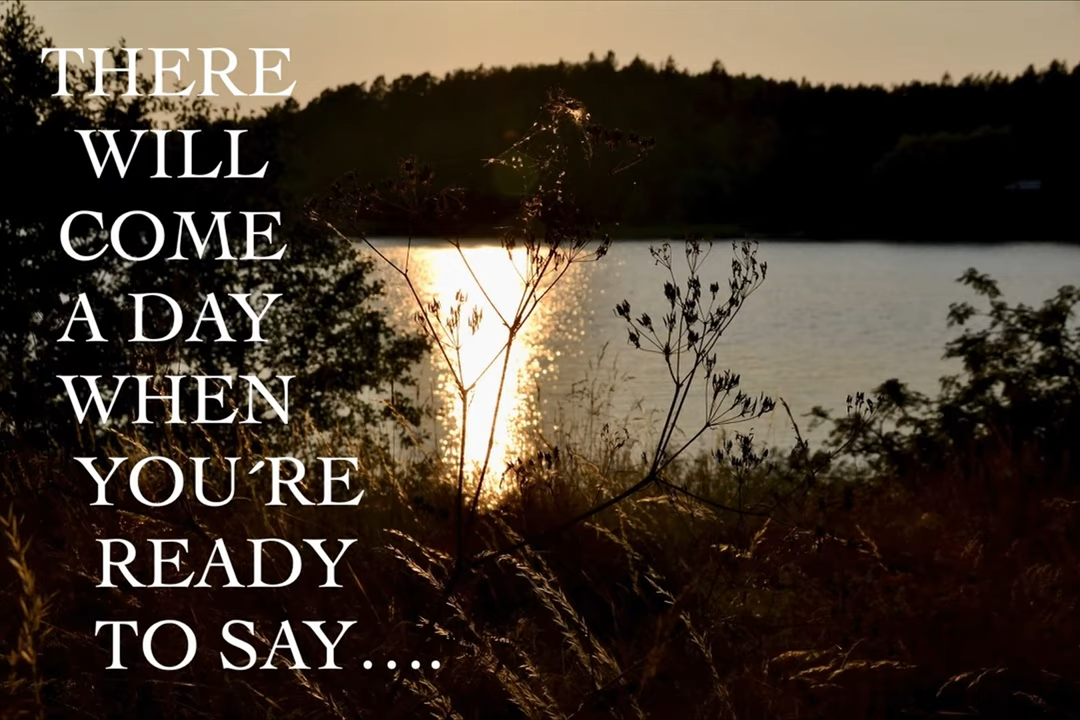 THERE
WILL
COME
A DAY
WHEN
YOU´RE
READY
TO SAY....